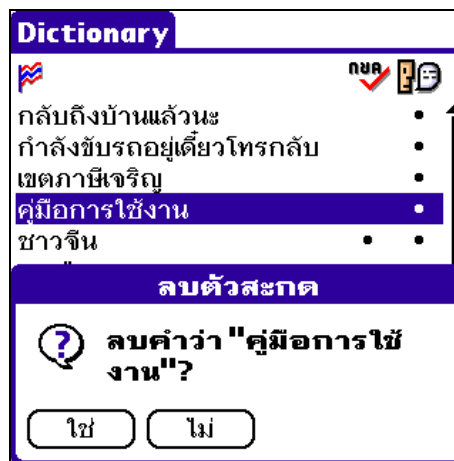 Dictionary
กขค
กลับถึงบ้านแล้วนะ
กำลังขับรถอยู่เดี๋ยวโทรกลับ
เขตภาษีเจริญ
คู่มือการใช้งาน
ชาวจีน
ลบตัวสะกด
ลบคำว่า "คู่มือการใช้
งาน"?
ใช่ ไม่